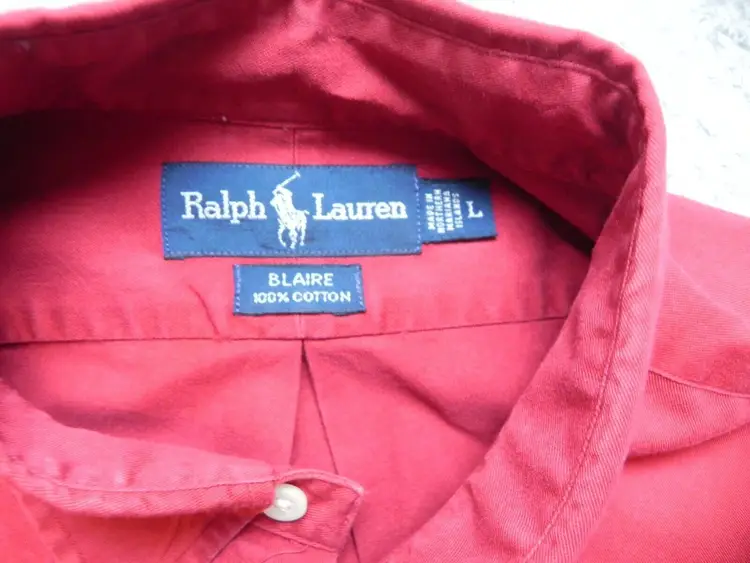 Ralph Lauren
MADE IN
NORTHERN
MARIANA
ISLANDS
L
BLAIRE
100% COTTON